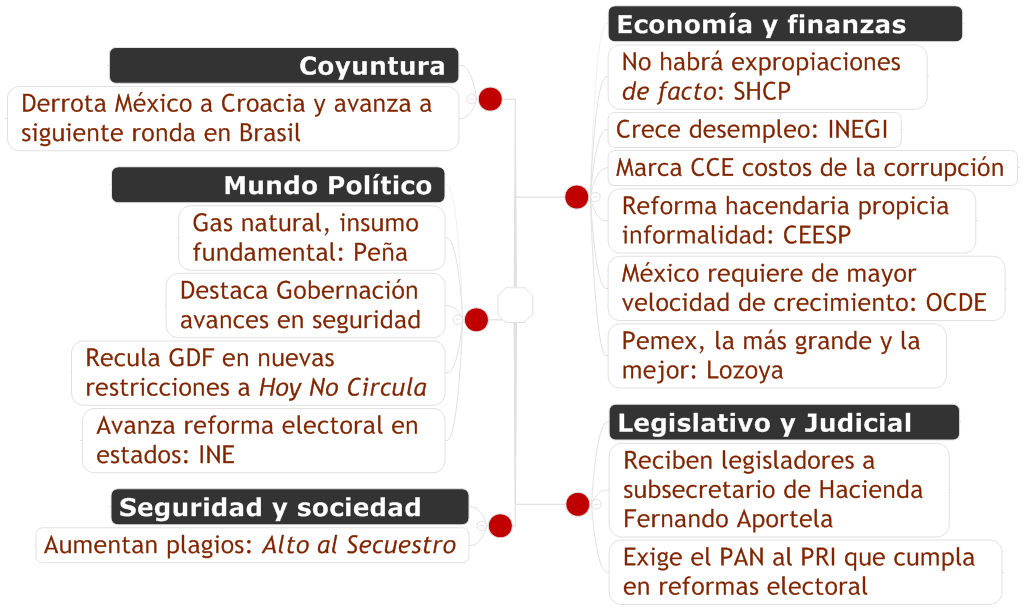 Coyuntura
Derrota México a Croacia y avanza a
siguiente ronda en Brasil
Mundo Político
Gas natural, insumo
fundamental: Peña
Destaca Gobernación
avances en seguridad
Recula GDF en nuevas
restricciones a Hoy No Circula
Avanza reforma electoral en
estados: INE
Seguridad y sociedad
Aumentan plagios: Alto al Secuestro
Economía y finanzas
No habrá expropiaciones
de facto: SHCP
Crece desempleo: INEGI
Marca CCE costos de la corrupción
Reforma hacendaria propicia
informalidad: CEESP
México requiere de mayor
velocidad de crecimiento: OCDE
Pemex, la más grande y la
mejor: Lozoya
Legislativo y Judicial
Reciben legisladores a
subsecretario de Hacienda
Fernando Aportela
Exige el PAN al PRI que cumpla
en reformas electoral